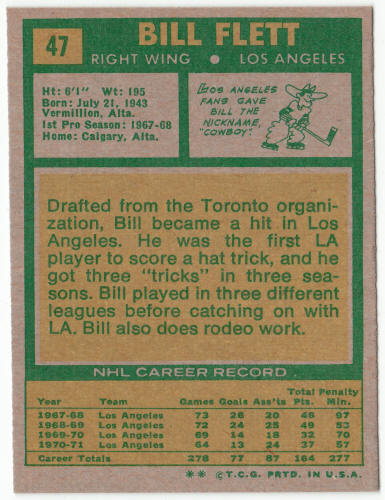 47
BILL FLETT
RIGHT WING • LOS ANGELES
Ht: 6'1" Wt: 195
Born: July 21, 1943
Vermillion, Alta.
1st Pro Season: 1967-68
Home: Calgary, Alta.
LOS ANGELES
FANS GAVE
BILL THE
NICKNAME,
"COWBOY".
Drafted from the Toronto organi-
zation, Bill became a hit in Los
Angeles. He was the first LA
player to score a hat trick, and he
got three "tricks" in three sea-
sons. Bill played in three different
leagues before catching on with
LA. Bill also does rodeo work.
NHL CAREER RECORD
Total Penalty
Year Team Games Goals Ass'ts Pts. Min.
1967-68 Los Angeles 73 26 20 46 97
1968-69 Los Angeles 72 24 25 49 53
1969-70 Los Angeles 69 14 18 32 70
1970-71 Los Angeles 64 13 24 37 57
Career Totals 278 77 87 164 277
** © T.C.G. PRTD. IN U.S.A.